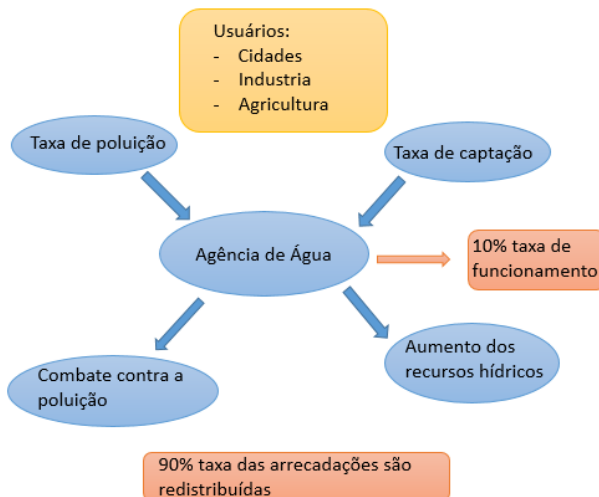 Usuários:
- Cidades
- Industria
- Agricultura
Taxa de poluição
Taxa de captação
Agência de Água
10% taxa de
funcionamento
Combate contra a
poluição
Aumento dos
recursos hídricos
90% taxa das arrecadações são
redistribuídas